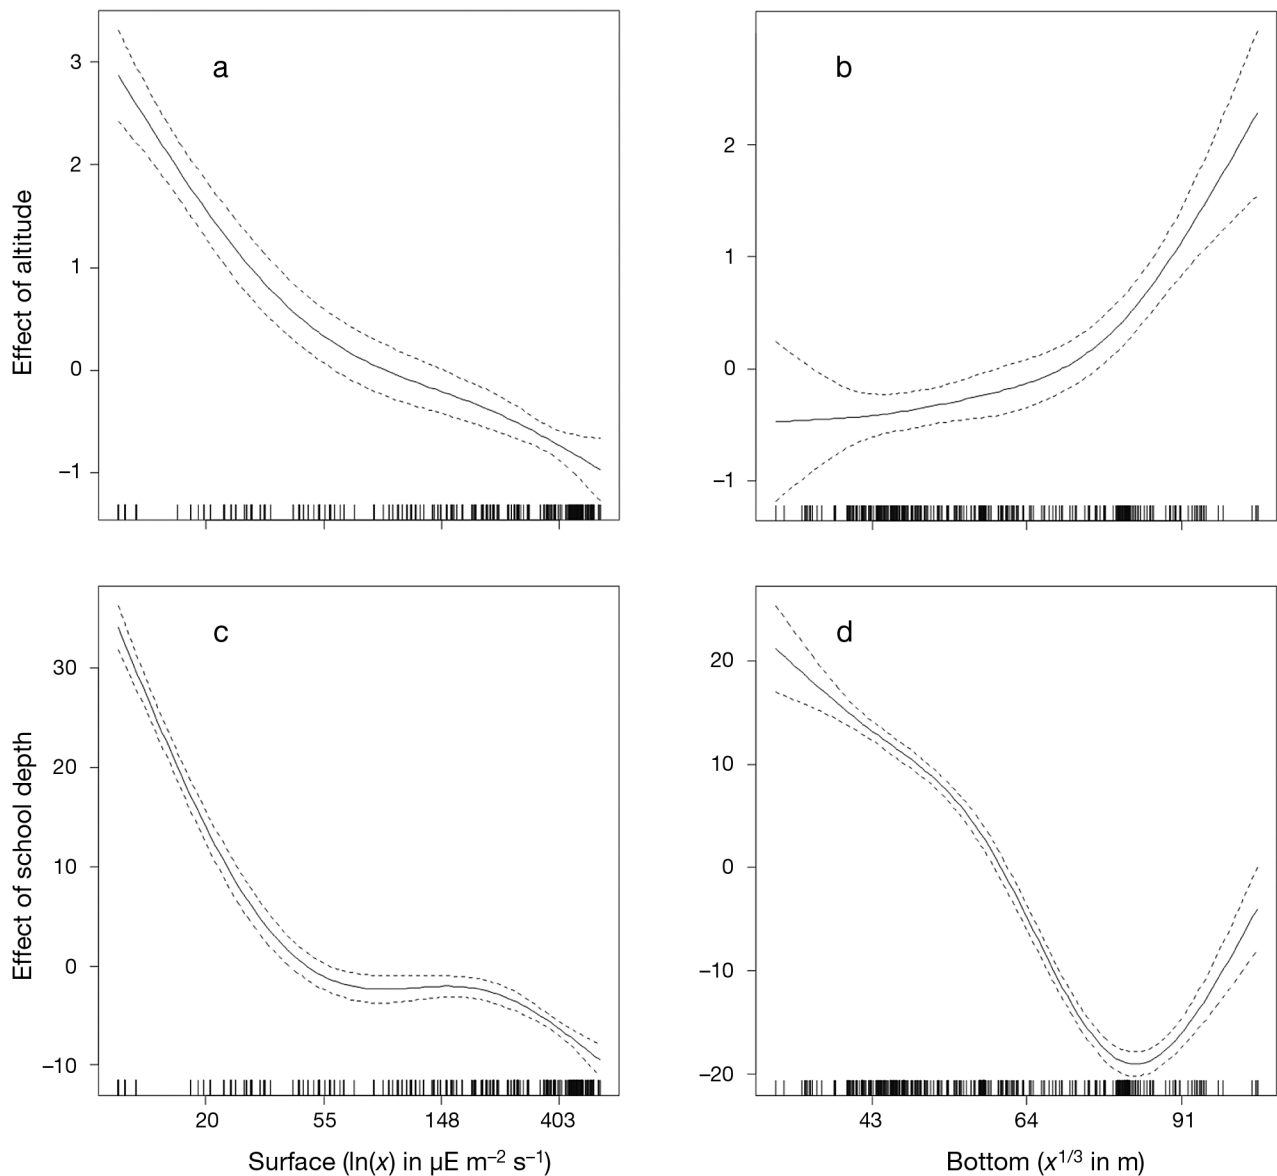 a
3
2
1
0
−1
Effect of altitude
b
2
1
0
−1
c
30
20
10
0
−10
Effect of school depth
20 55 148 403
Surface (ln(x) in µE m⁻² s⁻¹)
d
20
10
0
−10
−20
43 64 91
Bottom (x¹/³ in m)